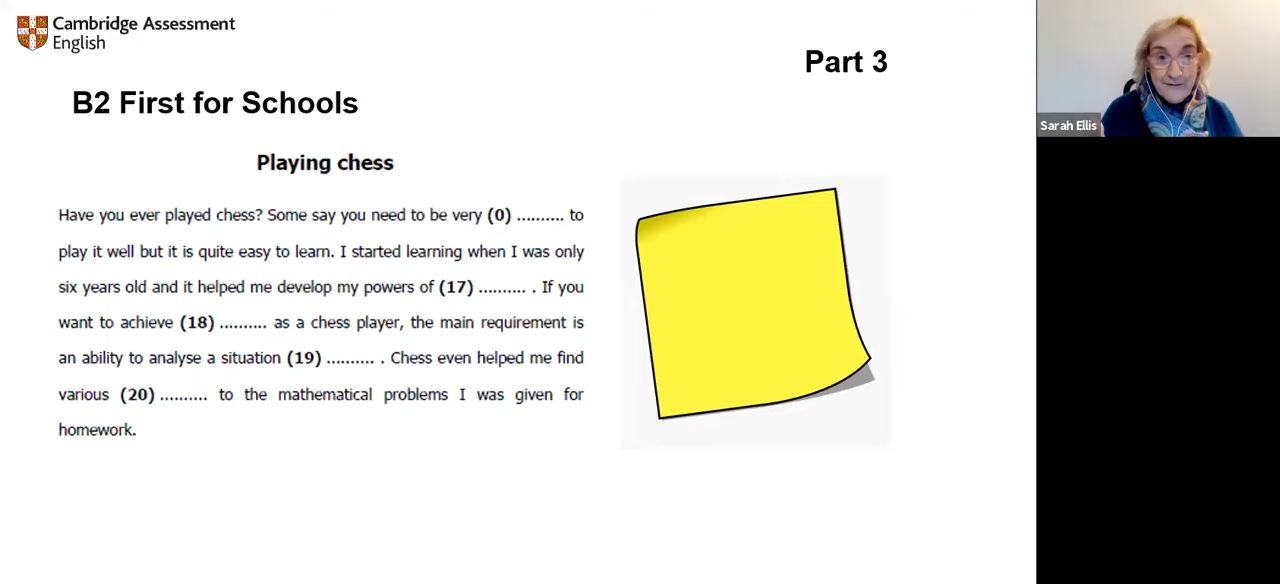 Cambridge Assessment
English
Part 3
B2 First for Schools
Playing chess
Have you ever played chess? Some say you need to be very (0) .......... to
play it well but it is quite easy to learn. I started learning when I was only
six years old and it helped me develop my powers of (17) .......... . If you
want to achieve (18) .......... as a chess player, the main requirement is
an ability to analyse a situation (19) .......... . Chess even helped me find
various (20) .......... to the mathematical problems I was given for
homework.
Sarah Ellis